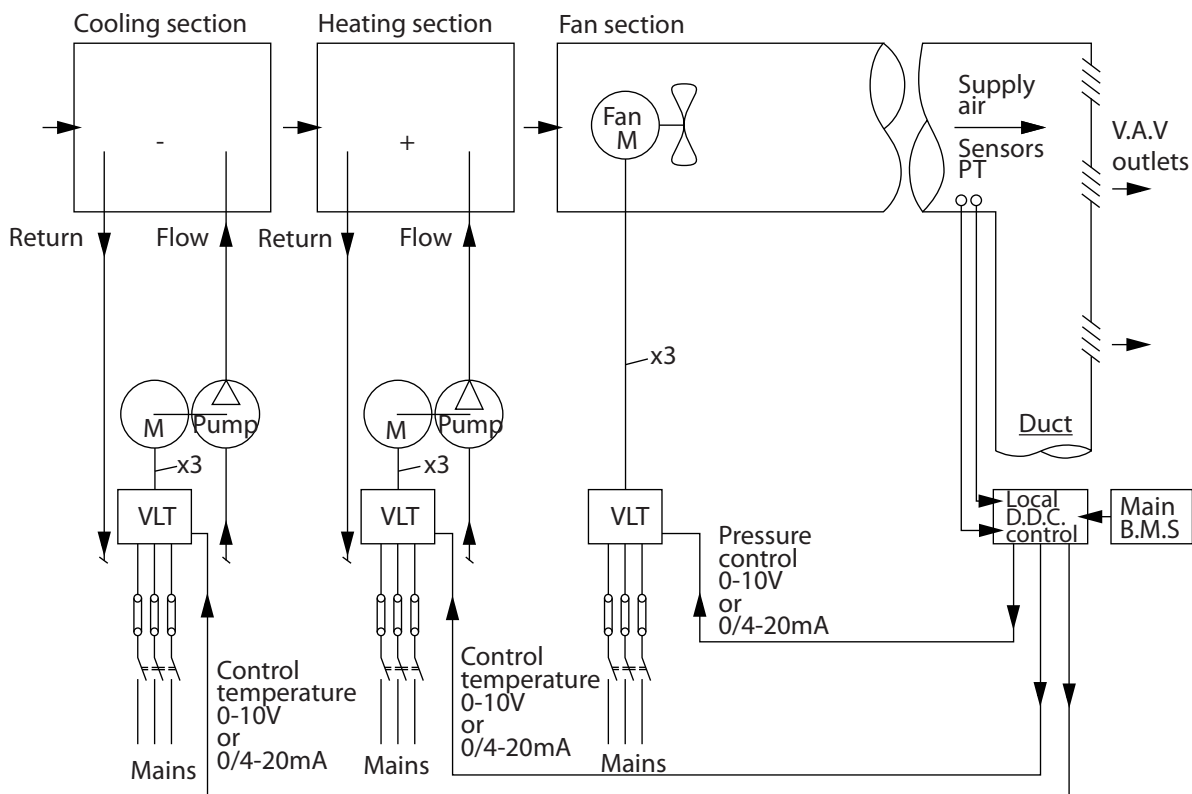 Cooling section
Heating section
Fan section
-
+
Fan
M
Supply
air
Sensors
PT
V.A.V
outlets
Return
Flow
Return
Flow
x3
M
Pump
M
Pump
Duct
x3
x3
VLT
VLT
VLT
Local
D.D.C.
control
Main
B.M.S
Pressure
control
0-10V
or
0/4-20mA
Control
temperature
0-10V
or
0/4-20mA
Control
temperature
0-10V
or
0/4-20mA
Mains
Mains
Mains